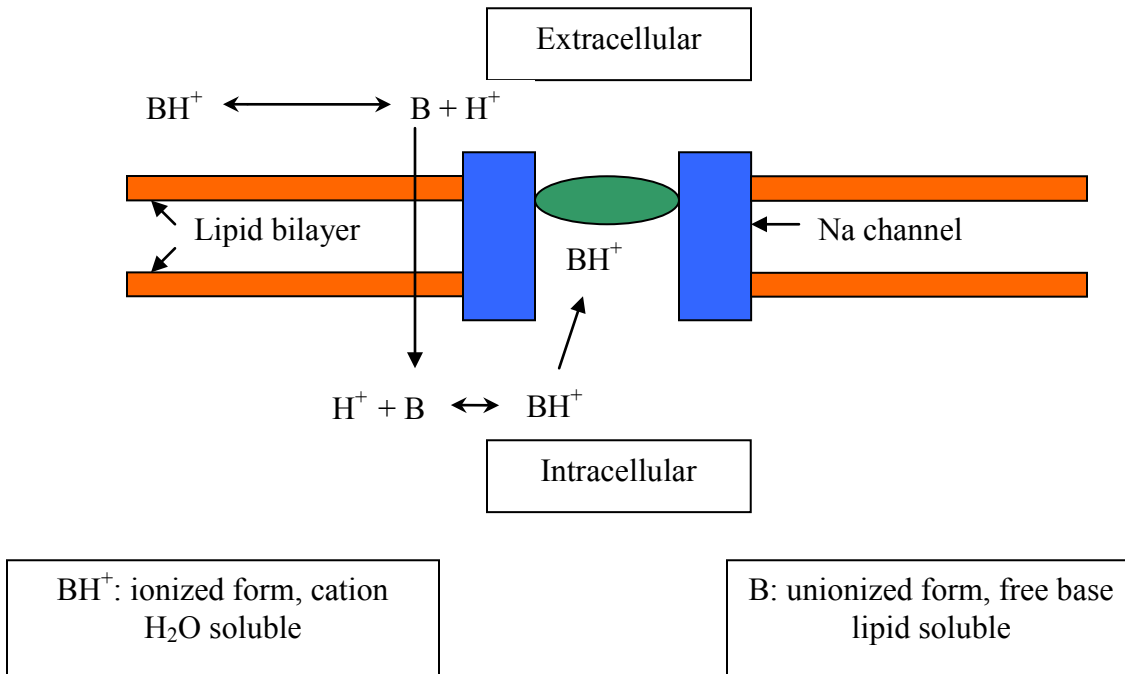 Extracellular
BH⁺
B + H⁺
Lipid bilayer
Na channel
BH⁺
H⁺ + B
BH⁺
Intracellular
BH⁺: ionized form, cation
H₂O soluble
B: unionized form, free base
lipid soluble